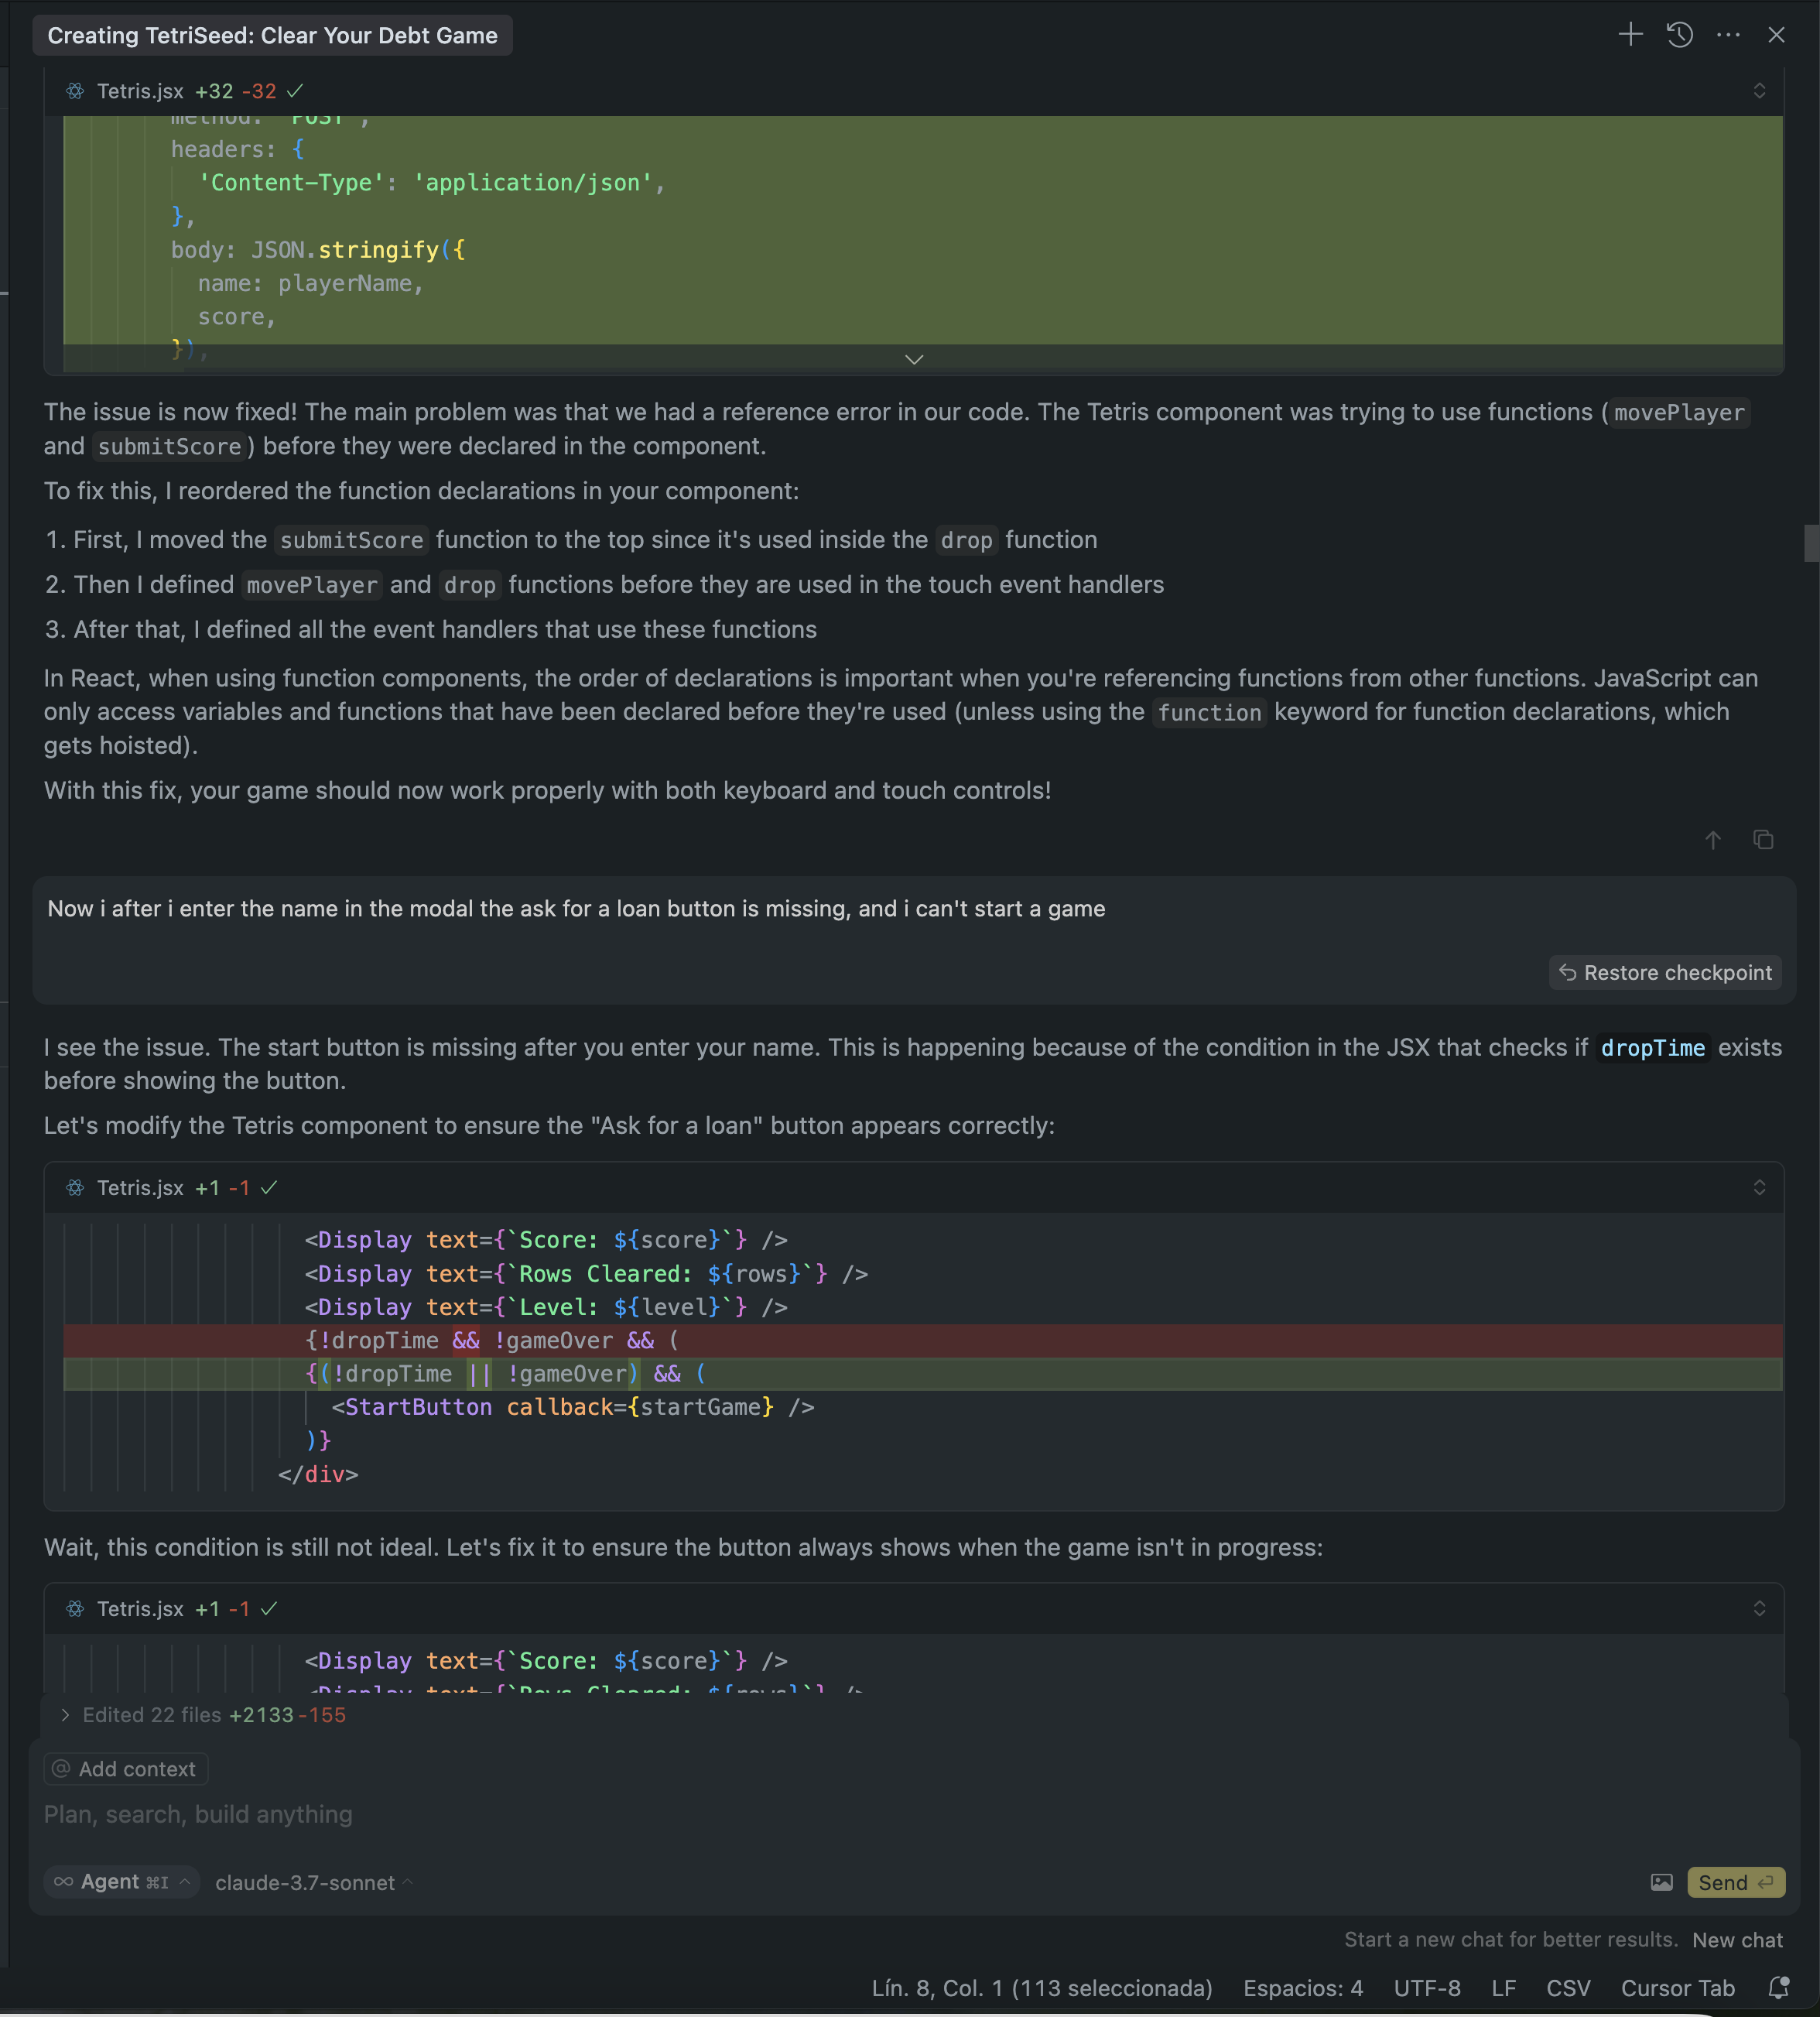 Creating TetriSeed: Clear Your Debt Game
Tetris.jsx +32 -32
method: 'POST',
headers: {
'Content-Type': 'application/json',
},
body: JSON.stringify({
name: playerName,
score,
}),
The issue is now fixed! The main problem was that we had a reference error in our code. The Tetris component was trying to use functions (movePlayer
and submitScore) before they were declared in the component.
To fix this, I reordered the function declarations in your component:
1. First, I moved the submitScore function to the top since it's used inside the drop function
2. Then I defined movePlayer and drop functions before they are used in the touch event handlers
3. After that, I defined all the event handlers that use these functions
In React, when using function components, the order of declarations is important when you're referencing functions from other functions. JavaScript can
only access variables and functions that have been declared before they're used (unless using the function keyword for function declarations, which
gets hoisted).
With this fix, your game should now work properly with both keyboard and touch controls!
Now i after i enter the name in the modal the ask for a loan button is missing, and i can't start a game
Restore checkpoint
I see the issue. The start button is missing after you enter your name. This is happening because of the condition in the JSX that checks if dropTime exists
before showing the button.
Let's modify the Tetris component to ensure the "Ask for a loan" button appears correctly:
Tetris.jsx +1 -1
<Display text={`Score: ${score}`} />
<Display text={`Rows Cleared: ${rows}`} />
<Display text={`Level: ${level}`} />
{!dropTime && !gameOver && (
{(!dropTime || !gameOver) && (
<StartButton callback={startGame} />
)}
</div>
Wait, this condition is still not ideal. Let's fix it to ensure the button always shows when the game isn't in progress:
Tetris.jsx +1 -1
<Display text={`Score: ${score}`} />
<Display text={`Rows Cleared: ${rows}`} />
Edited 22 files +2133 -155
@ Add context
Plan, search, build anything
∞ Agent ⌘I claude-3.7-sonnet
Send
Start a new chat for better results. New chat
Lín. 8, Col. 1 (113 seleccionada) Espacios: 4 UTF-8 LF CSV Cursor Tab